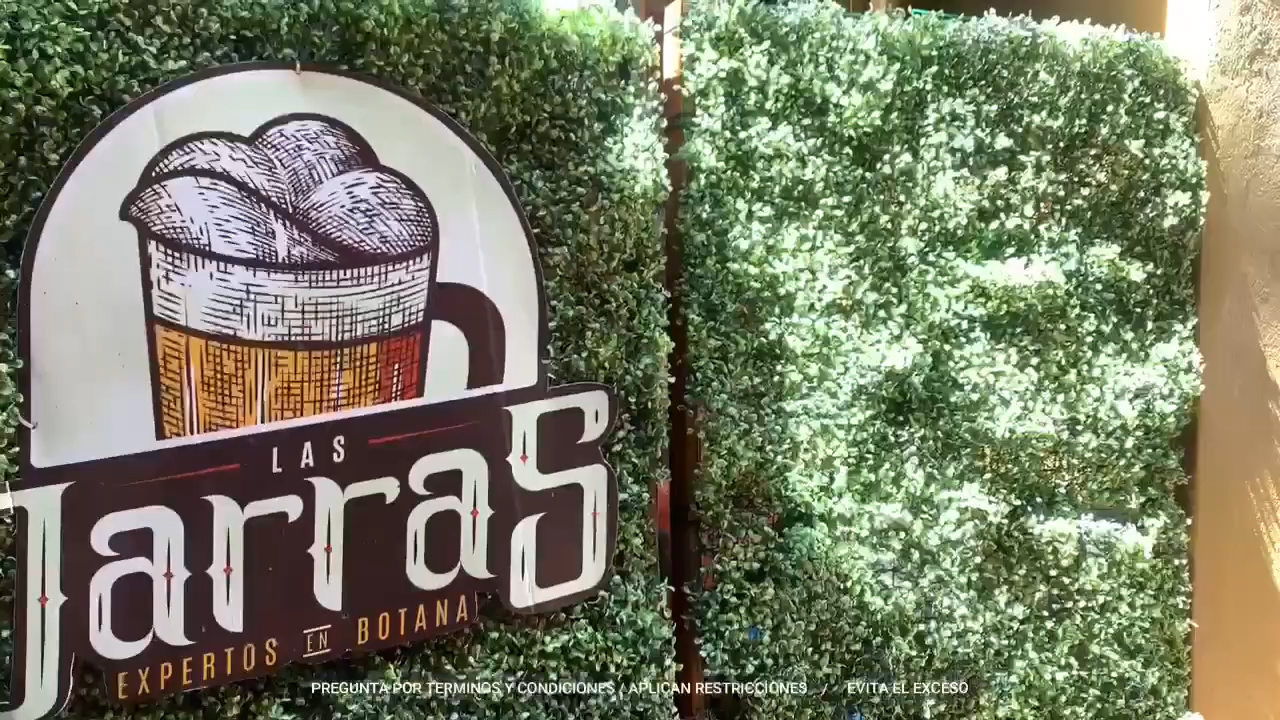 LAS
JarraS
EXPERTOS EN BOTANA
PREGUNTA POR TERMINOS Y CONDICIONES / APLICAN RESTRICCIONES / EVITA EL EXCESO